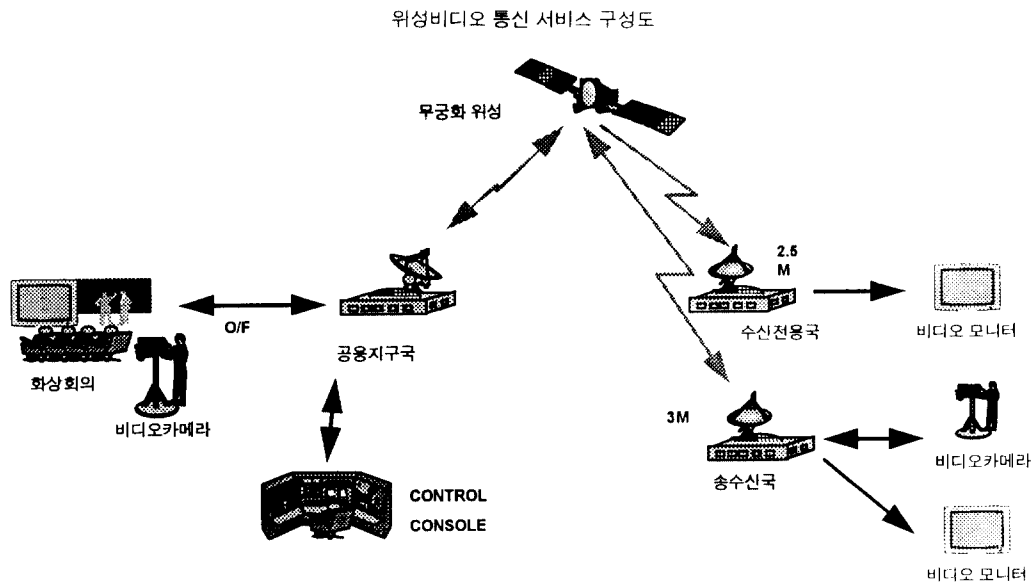 위성비디오 통신 서비스 구성도
무궁화 위성
2.5
M
O/F
공용지구국
수신전용국
비디오 모니터
화상회의
비디오카메라
3M
송수신국
비디오카메라
CONTROL
CONSOLE
비디오 모니터